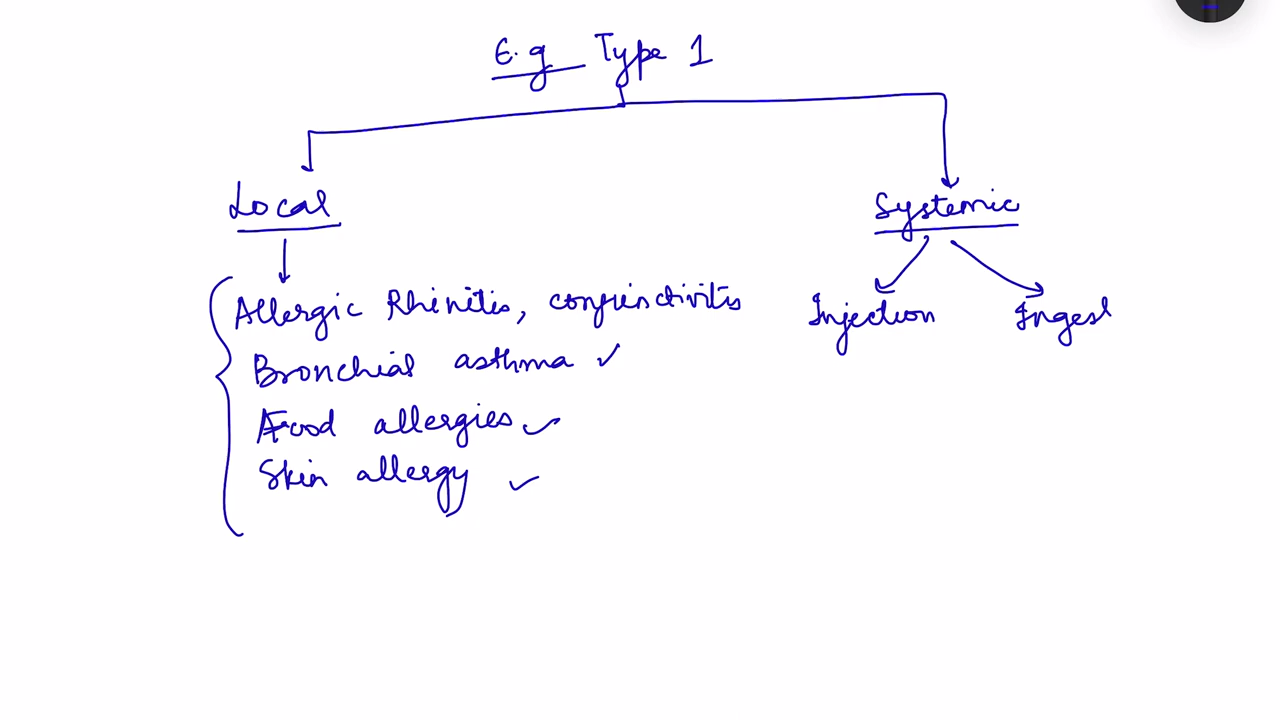 E.g Type 1
Local
Systemic
Allergic Rhinitis, conjunctivitis
Injection
Ingest
Bronchial asthma ✓
Food allergies ✓
Skin allergy ✓